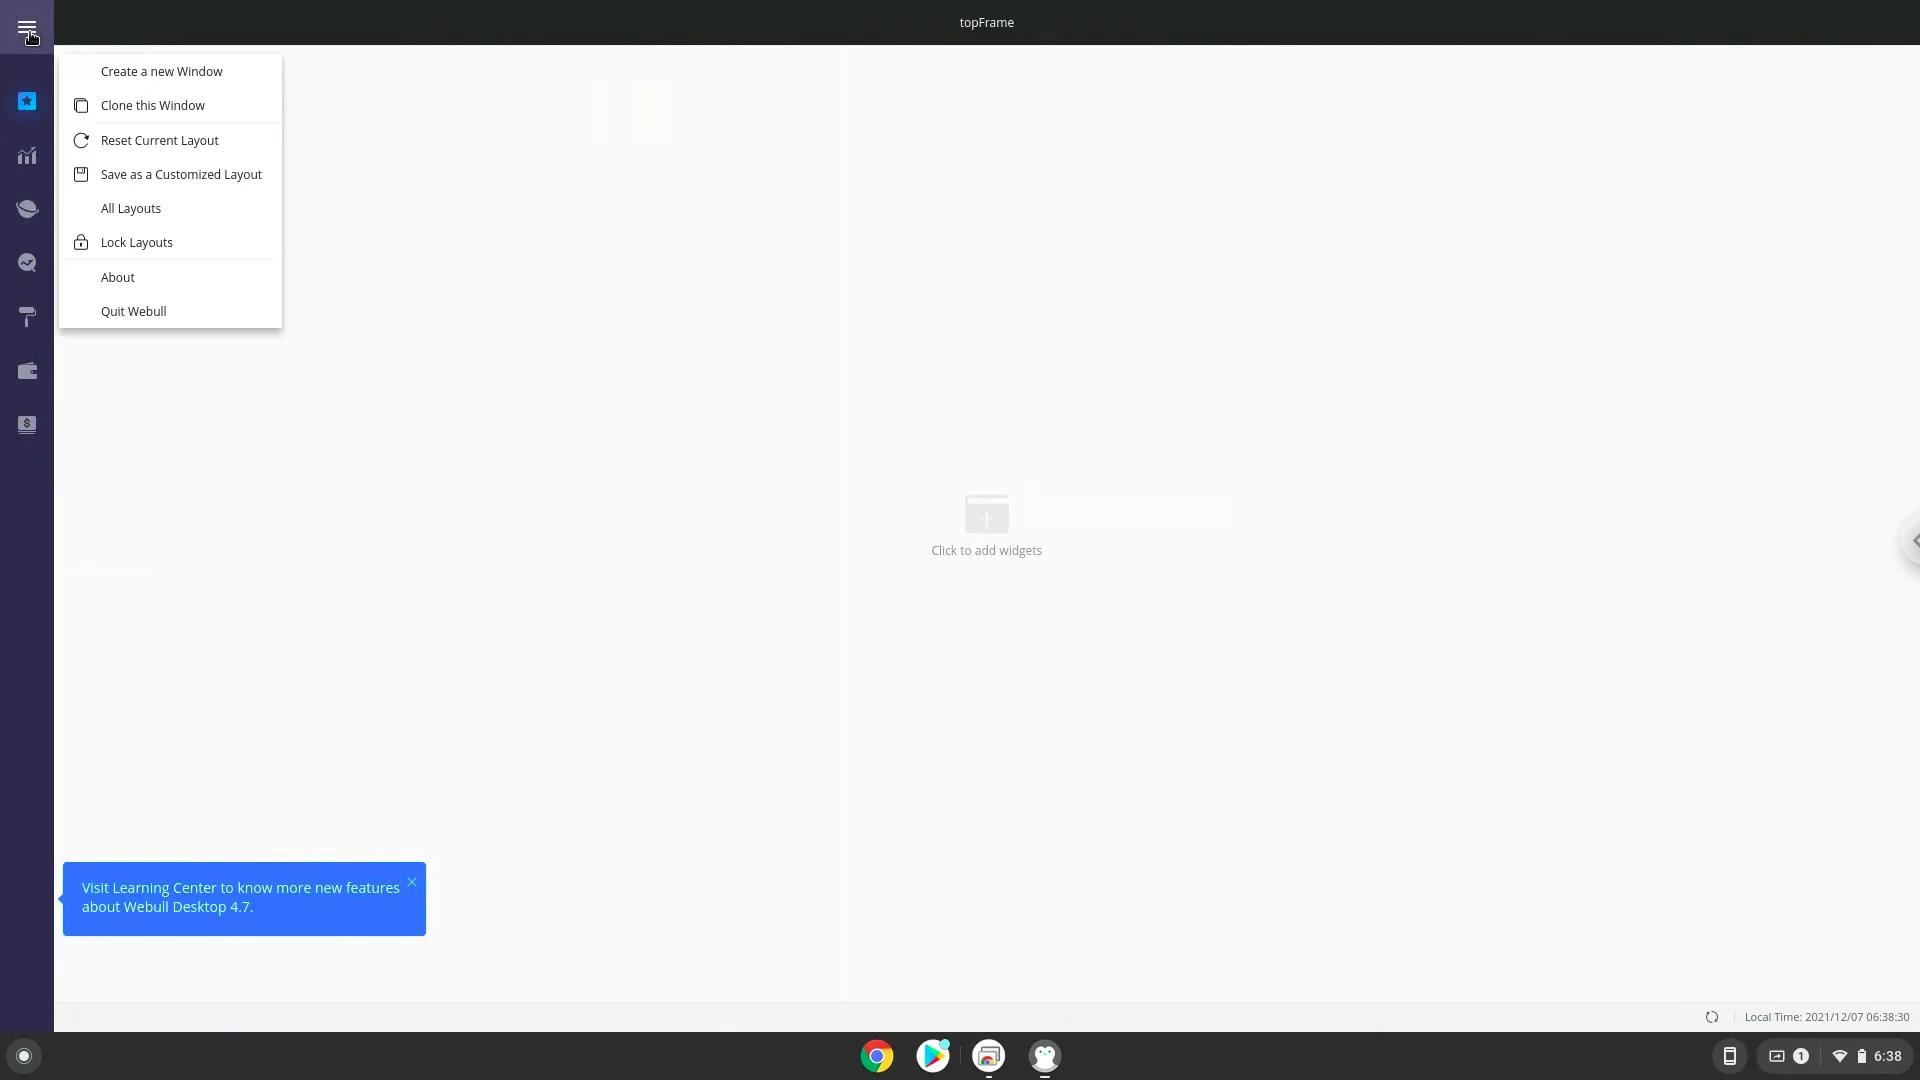 topFrame
Create a new Window
Clone this Window
Reset Current Layout
Save as a Customized Layout
All Layouts
Lock Layouts
About
Quit Webull
Click to add widgets
Visit Learning Center to know more new features
about Webull Desktop 4.7.
Local Time: 2021/12/07 06:38:30
1
6:38